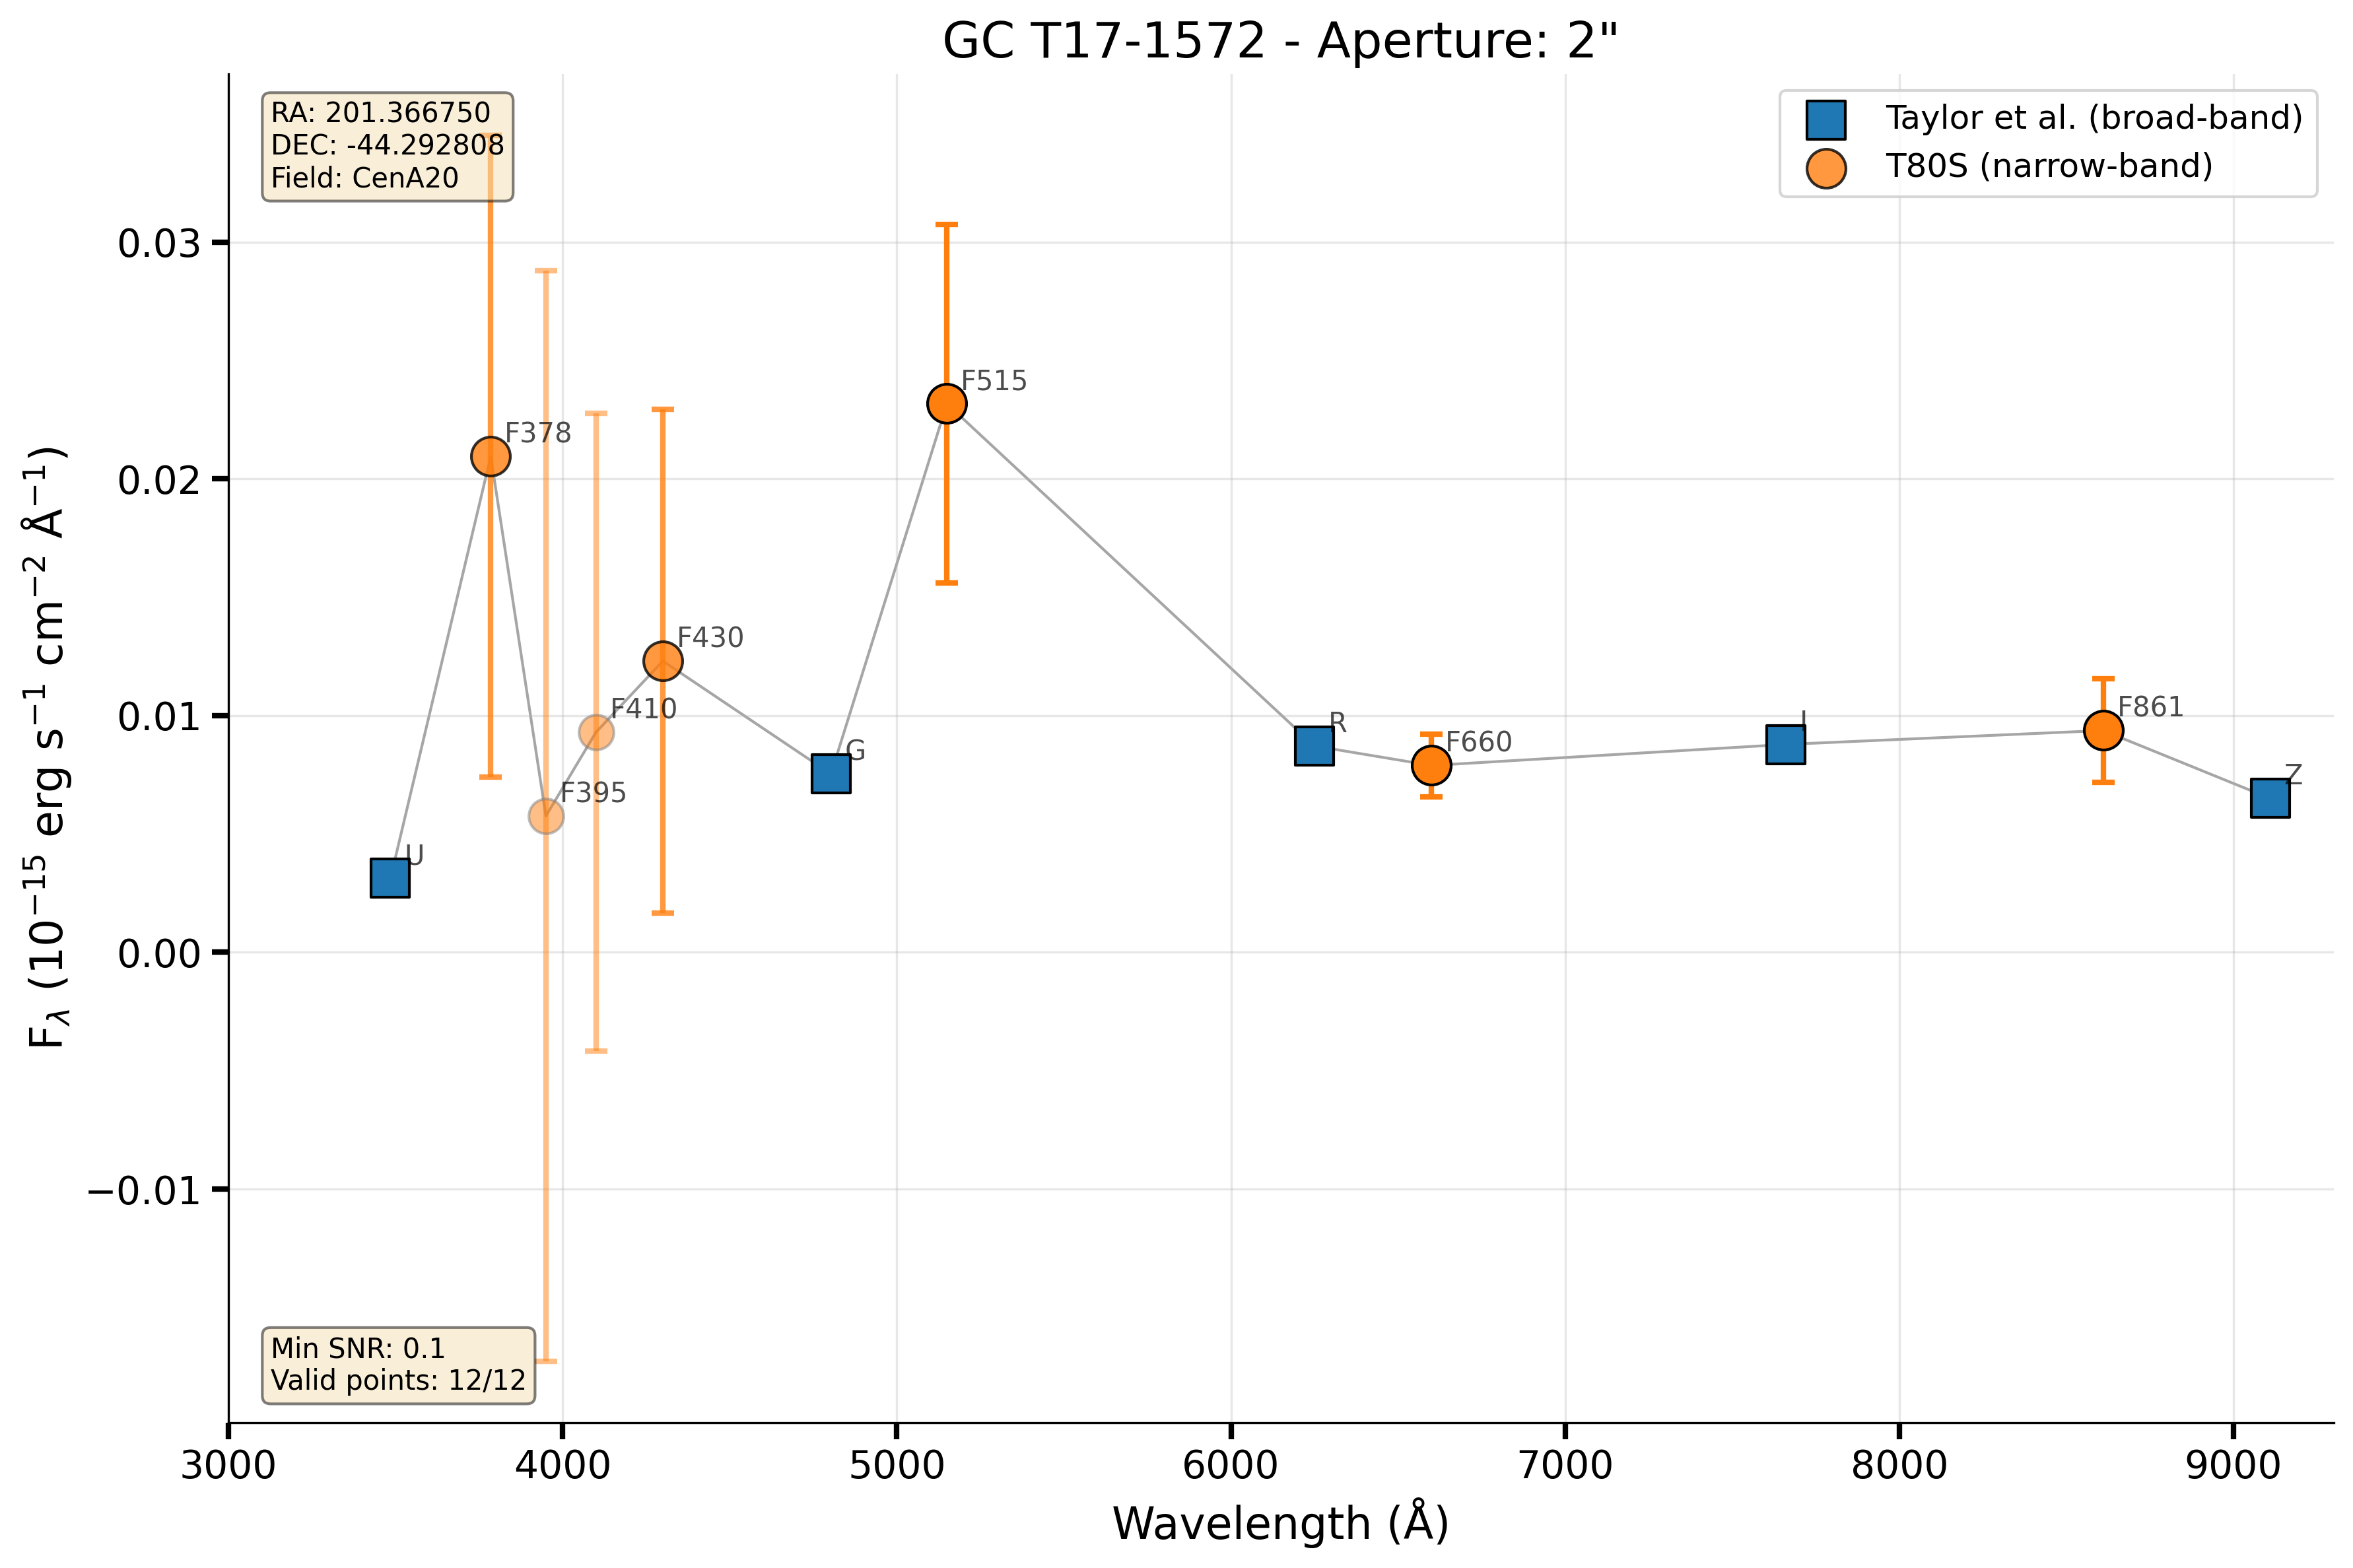 GC T17-1572 - Aperture: 2"
RA: 201.366750
DEC: -44.292808
Field: CenA20
Taylor et al. (broad-band)
T80S (narrow-band)
F_λ (10⁻¹⁵ erg s⁻¹ cm⁻² Å⁻¹)
0.03
0.02
0.01
0.00
−0.01
U
F378
F395
F410
F430
G
F515
R
F660
I
F861
Z
Min SNR: 0.1
Valid points: 12/12
3000 4000 5000 6000 7000 8000 9000
Wavelength (Å)